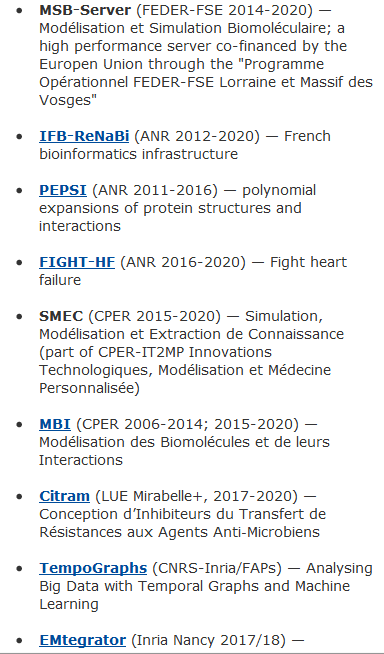 MSB-Server (FEDER-FSE 2014-2020) —
Modélisation et Simulation Biomoléculaire; a
high performance server co-financed by the
Europen Union through the "Programme
Opérationnel FEDER-FSE Lorraine et Massif des
Vosges"
IFB-ReNaBi (ANR 2012-2020) — French
bioinformatics infrastructure
PEPSI (ANR 2011-2016) — polynomial
expansions of protein structures and
interactions
FIGHT-HF (ANR 2016-2020) — Fight heart
failure
SMEC (CPER 2015-2020) — Simulation,
Modélisation et Extraction de Connaissance
(part of CPER-IT2MP Innovations
Technologiques, Modélisation et Médecine
Personnalisée)
MBI (CPER 2006-2014; 2015-2020) —
Modélisation des Biomolécules et de leurs
Interactions
Citram (LUE Mirabelle+, 2017-2020) —
Conception d’Inhibiteurs du Transfert de
Résistances aux Agents Anti-Microbiens
TempoGraphs (CNRS-Inria/FAPs) — Analysing
Big Data with Temporal Graphs and Machine
Learning
EMtegrator (Inria Nancy 2017/18) —